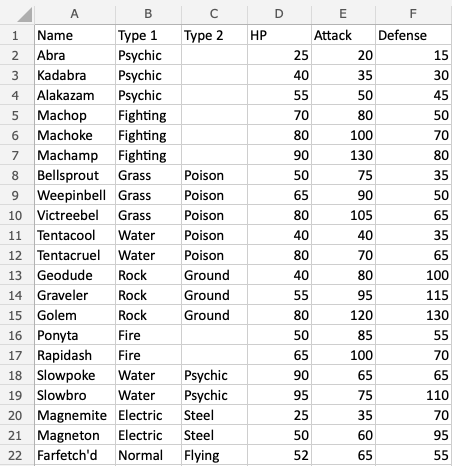 A B C D E F
1 Name Type 1 Type 2 HP Attack Defense
2 Abra Psychic 25 20 15
3 Kadabra Psychic 40 35 30
4 Alakazam Psychic 55 50 45
5 Machop Fighting 70 80 50
6 Machoke Fighting 80 100 70
7 Machamp Fighting 90 130 80
8 Bellsprout Grass Poison 50 75 35
9 Weepinbell Grass Poison 65 90 50
10 Victreebel Grass Poison 80 105 65
11 Tentacool Water Poison 40 40 35
12 Tentacruel Water Poison 80 70 65
13 Geodude Rock Ground 40 80 100
14 Graveler Rock Ground 55 95 115
15 Golem Rock Ground 80 120 130
16 Ponyta Fire 50 85 55
17 Rapidash Fire 65 100 70
18 Slowpoke Water Psychic 90 65 65
19 Slowbro Water Psychic 95 75 110
20 Magnemite Electric Steel 25 35 70
21 Magneton Electric Steel 50 60 95
22 Farfetch'd Normal Flying 52 65 55